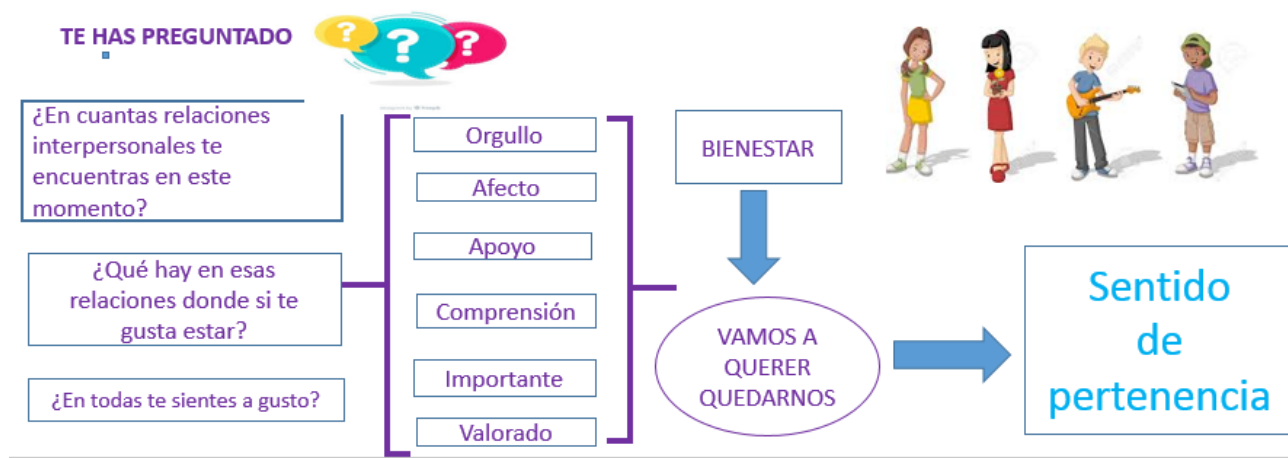 TE HAS PREGUNTADO
?
?
?
¿En cuantas relaciones
interpersonales te
encuentras en este
momento?
¿Qué hay en esas
relaciones donde si te
gusta estar?
¿En todas te sientes a gusto?
Orgullo
Afecto
Apoyo
Comprensión
Importante
Valorado
BIENESTAR
VAMOS A
QUERER
QUEDARNOS
Sentido
de
pertenencia